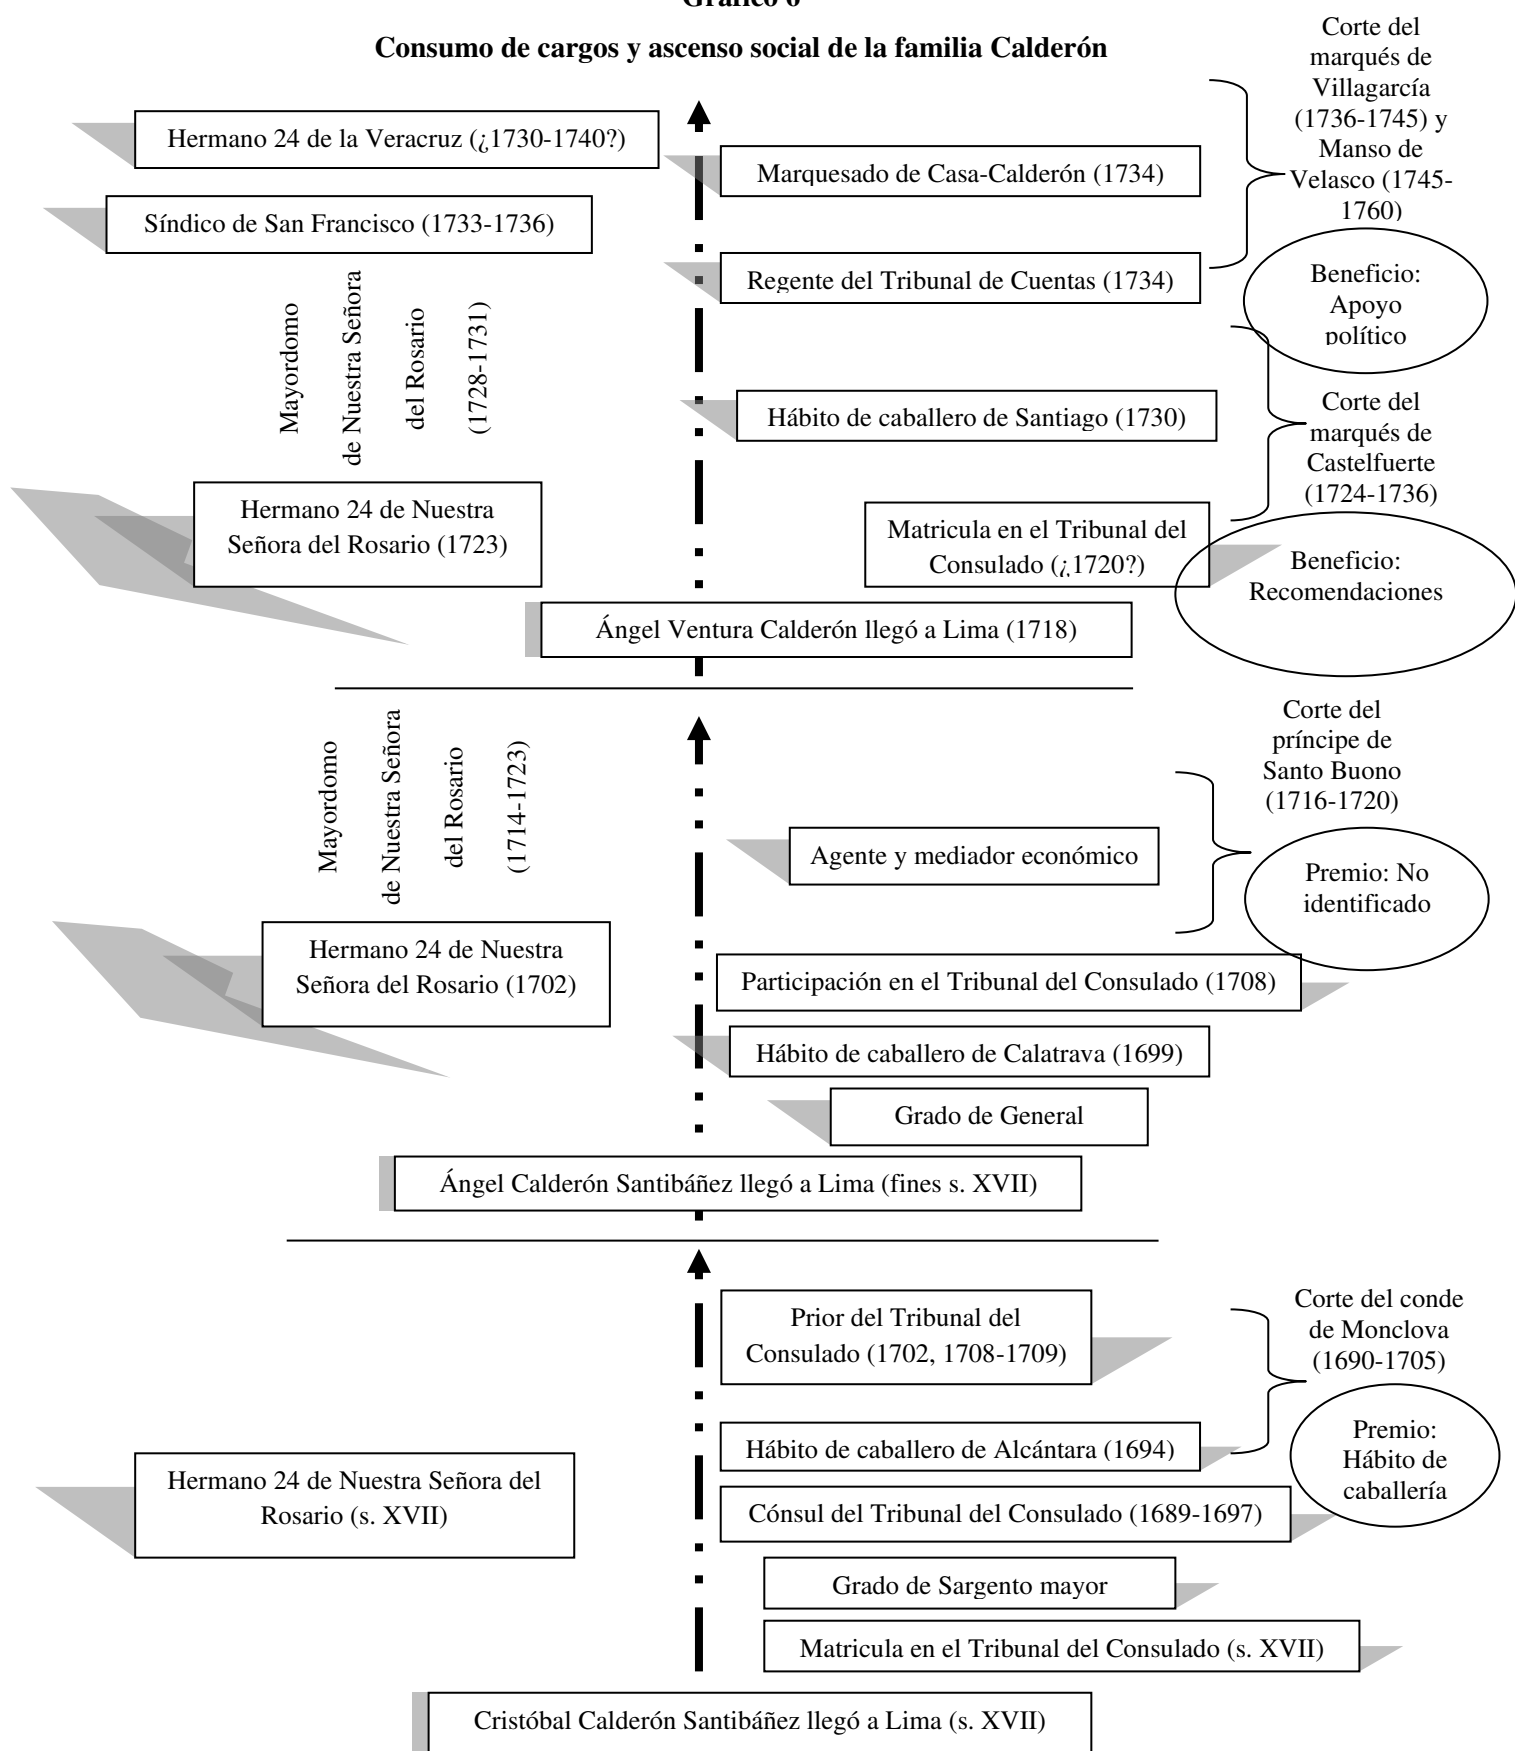 Gráfico 6
Consumo de cargos y ascenso social de la familia Calderón
Corte del
marqués de
Villagarcía
(1736-1745) y
Manso de
Velasco (1745-
1760)
Hermano 24 de la Veracruz (¿1730-1740?)
Marquesado de Casa-Calderón (1734)
Síndico de San Francisco (1733-1736)
Regente del Tribunal de Cuentas (1734)
Beneficio:
Apoyo
político
Mayordomo
de Nuestra Señora
del Rosario
(1728-1731)
Hábito de caballero de Santiago (1730)
Corte del
marqués de
Castelfuerte
(1724-1736)
Hermano 24 de Nuestra
Señora del Rosario (1723)
Matricula en el Tribunal del
Consulado (¿1720?)
Beneficio:
Recomendaciones
Ángel Ventura Calderón llegó a Lima (1718)
Mayordomo
de Nuestra Señora
del Rosario
(1714-1723)
Corte del
príncipe de
Santo Buono
(1716-1720)
Agente y mediador económico
Premio: No
identificado
Hermano 24 de Nuestra
Señora del Rosario (1702)
Participación en el Tribunal del Consulado (1708)
Hábito de caballero de Calatrava (1699)
Grado de General
Ángel Calderón Santibáñez llegó a Lima (fines s. XVII)
Prior del Tribunal del
Consulado (1702, 1708-1709)
Corte del conde
de Monclova
(1690-1705)
Hábito de caballero de Alcántara (1694)
Premio:
Hábito de
caballería
Hermano 24 de Nuestra Señora del
Rosario (s. XVII)
Cónsul del Tribunal del Consulado (1689-1697)
Grado de Sargento mayor
Matricula en el Tribunal del Consulado (s. XVII)
Cristóbal Calderón Santibáñez llegó a Lima (s. XVII)